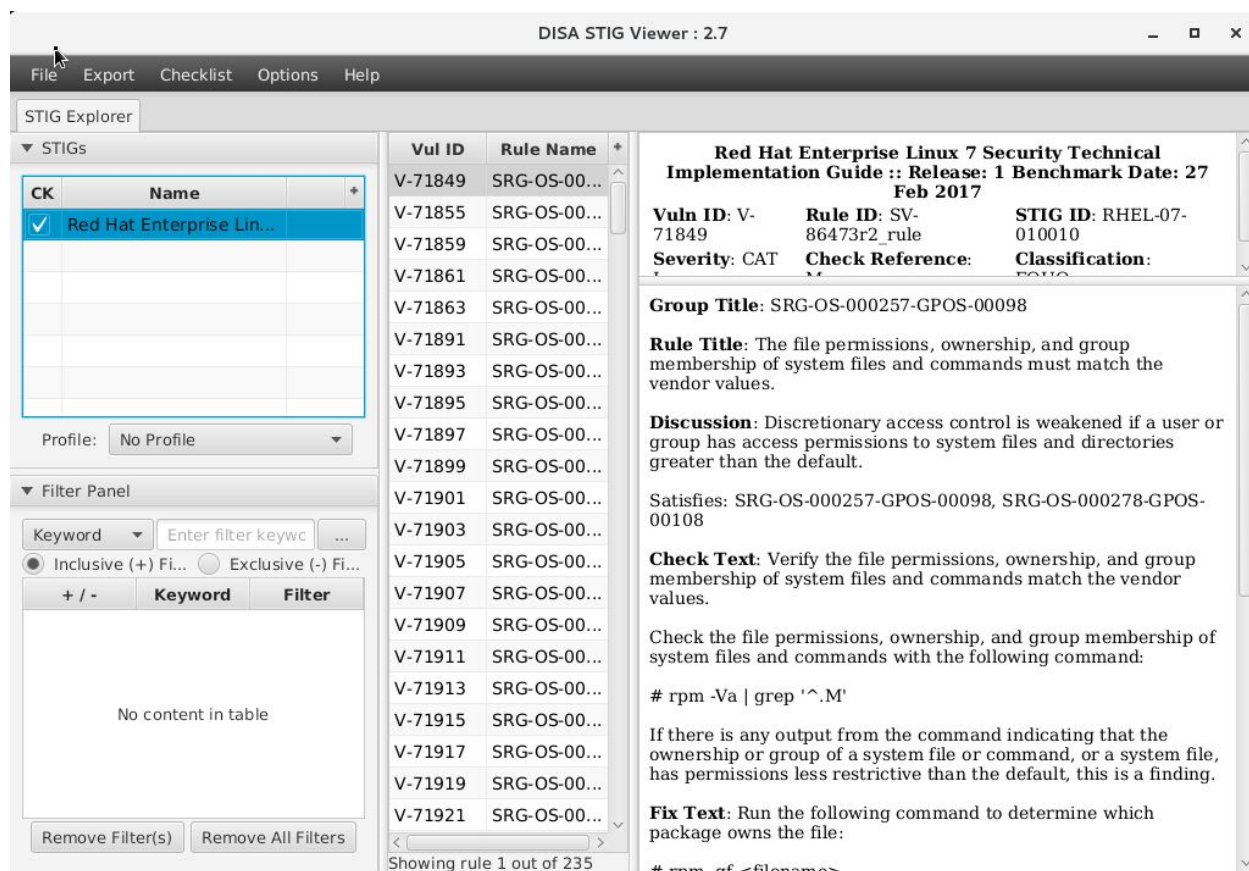 DISA STIG Viewer : 2.7
File Export Checklist Options Help
STIG Explorer
STIGs
CK Name +
Red Hat Enterprise Lin...
Profile: No Profile
Filter Panel
Keyword Enter filter keywc ...
Inclusive (+) Fi... Exclusive (-) Fi...
+ / - Keyword Filter
No content in table
Remove Filter(s) Remove All Filters
Vul ID Rule Name +
V-71849 SRG-OS-00...
V-71855 SRG-OS-00...
V-71859 SRG-OS-00...
V-71861 SRG-OS-00...
V-71863 SRG-OS-00...
V-71891 SRG-OS-00...
V-71893 SRG-OS-00...
V-71895 SRG-OS-00...
V-71897 SRG-OS-00...
V-71899 SRG-OS-00...
V-71901 SRG-OS-00...
V-71903 SRG-OS-00...
V-71905 SRG-OS-00...
V-71907 SRG-OS-00...
V-71909 SRG-OS-00...
V-71911 SRG-OS-00...
V-71913 SRG-OS-00...
V-71915 SRG-OS-00...
V-71917 SRG-OS-00...
V-71919 SRG-OS-00...
V-71921 SRG-OS-00...
Showing rule 1 out of 235
Red Hat Enterprise Linux 7 Security Technical
Implementation Guide :: Release: 1 Benchmark Date: 27
Feb 2017
Vuln ID: V- Rule ID: SV- STIG ID: RHEL-07-
71849 86473r2_rule 010010
Severity: CAT Check Reference: Classification:
Group Title: SRG-OS-000257-GPOS-00098
Rule Title: The file permissions, ownership, and group
membership of system files and commands must match the
vendor values.
Discussion: Discretionary access control is weakened if a user or
group has access permissions to system files and directories
greater than the default.
Satisfies: SRG-OS-000257-GPOS-00098, SRG-OS-000278-GPOS-
00108
Check Text: Verify the file permissions, ownership, and group
membership of system files and commands match the vendor
values.
Check the file permissions, ownership, and group membership of
system files and commands with the following command:
# rpm -Va | grep '^.M'
If there is any output from the command indicating that the
ownership or group of a system file or command, or a system file,
has permissions less restrictive than the default, this is a finding.
Fix Text: Run the following command to determine which
package owns the file:
# rpm -qf <filename>